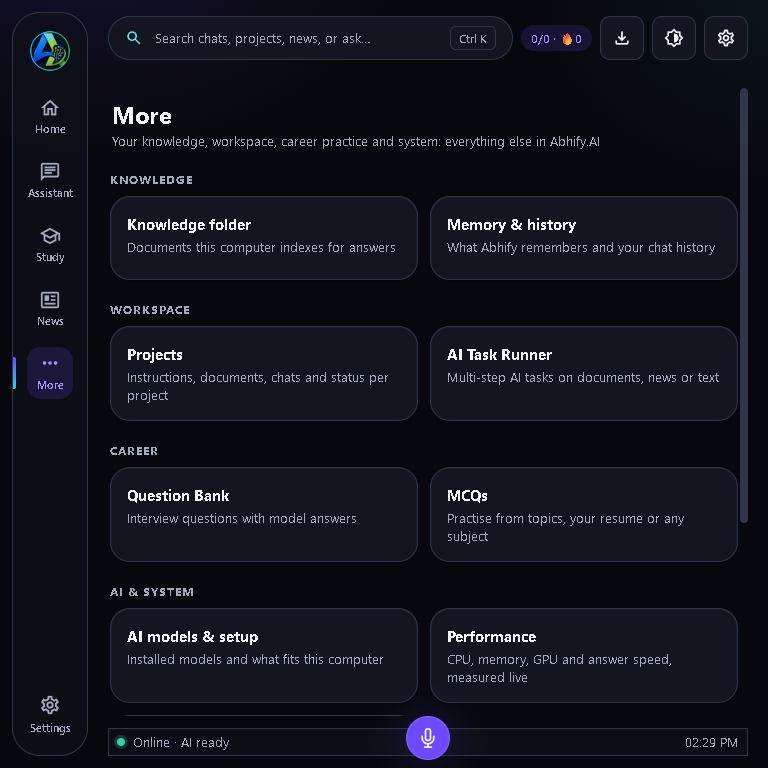 Search chats, projects, news, or ask...
Ctrl K
0/0 · 🔥 0
Home
Assistant
Study
News
More
Settings
More
Your knowledge, workspace, career practice and system: everything else in Abhify.AI
KNOWLEDGE
Knowledge folder
Documents this computer indexes for answers
Memory & history
What Abhify remembers and your chat history
WORKSPACE
Projects
Instructions, documents, chats and status per
project
AI Task Runner
Multi-step AI tasks on documents, news or text
CAREER
Question Bank
Interview questions with model answers
MCQs
Practise from topics, your resume or any
subject
AI & SYSTEM
AI models & setup
Installed models and what fits this computer
Performance
CPU, memory, GPU and answer speed,
measured live
Online · AI ready
02:29 PM